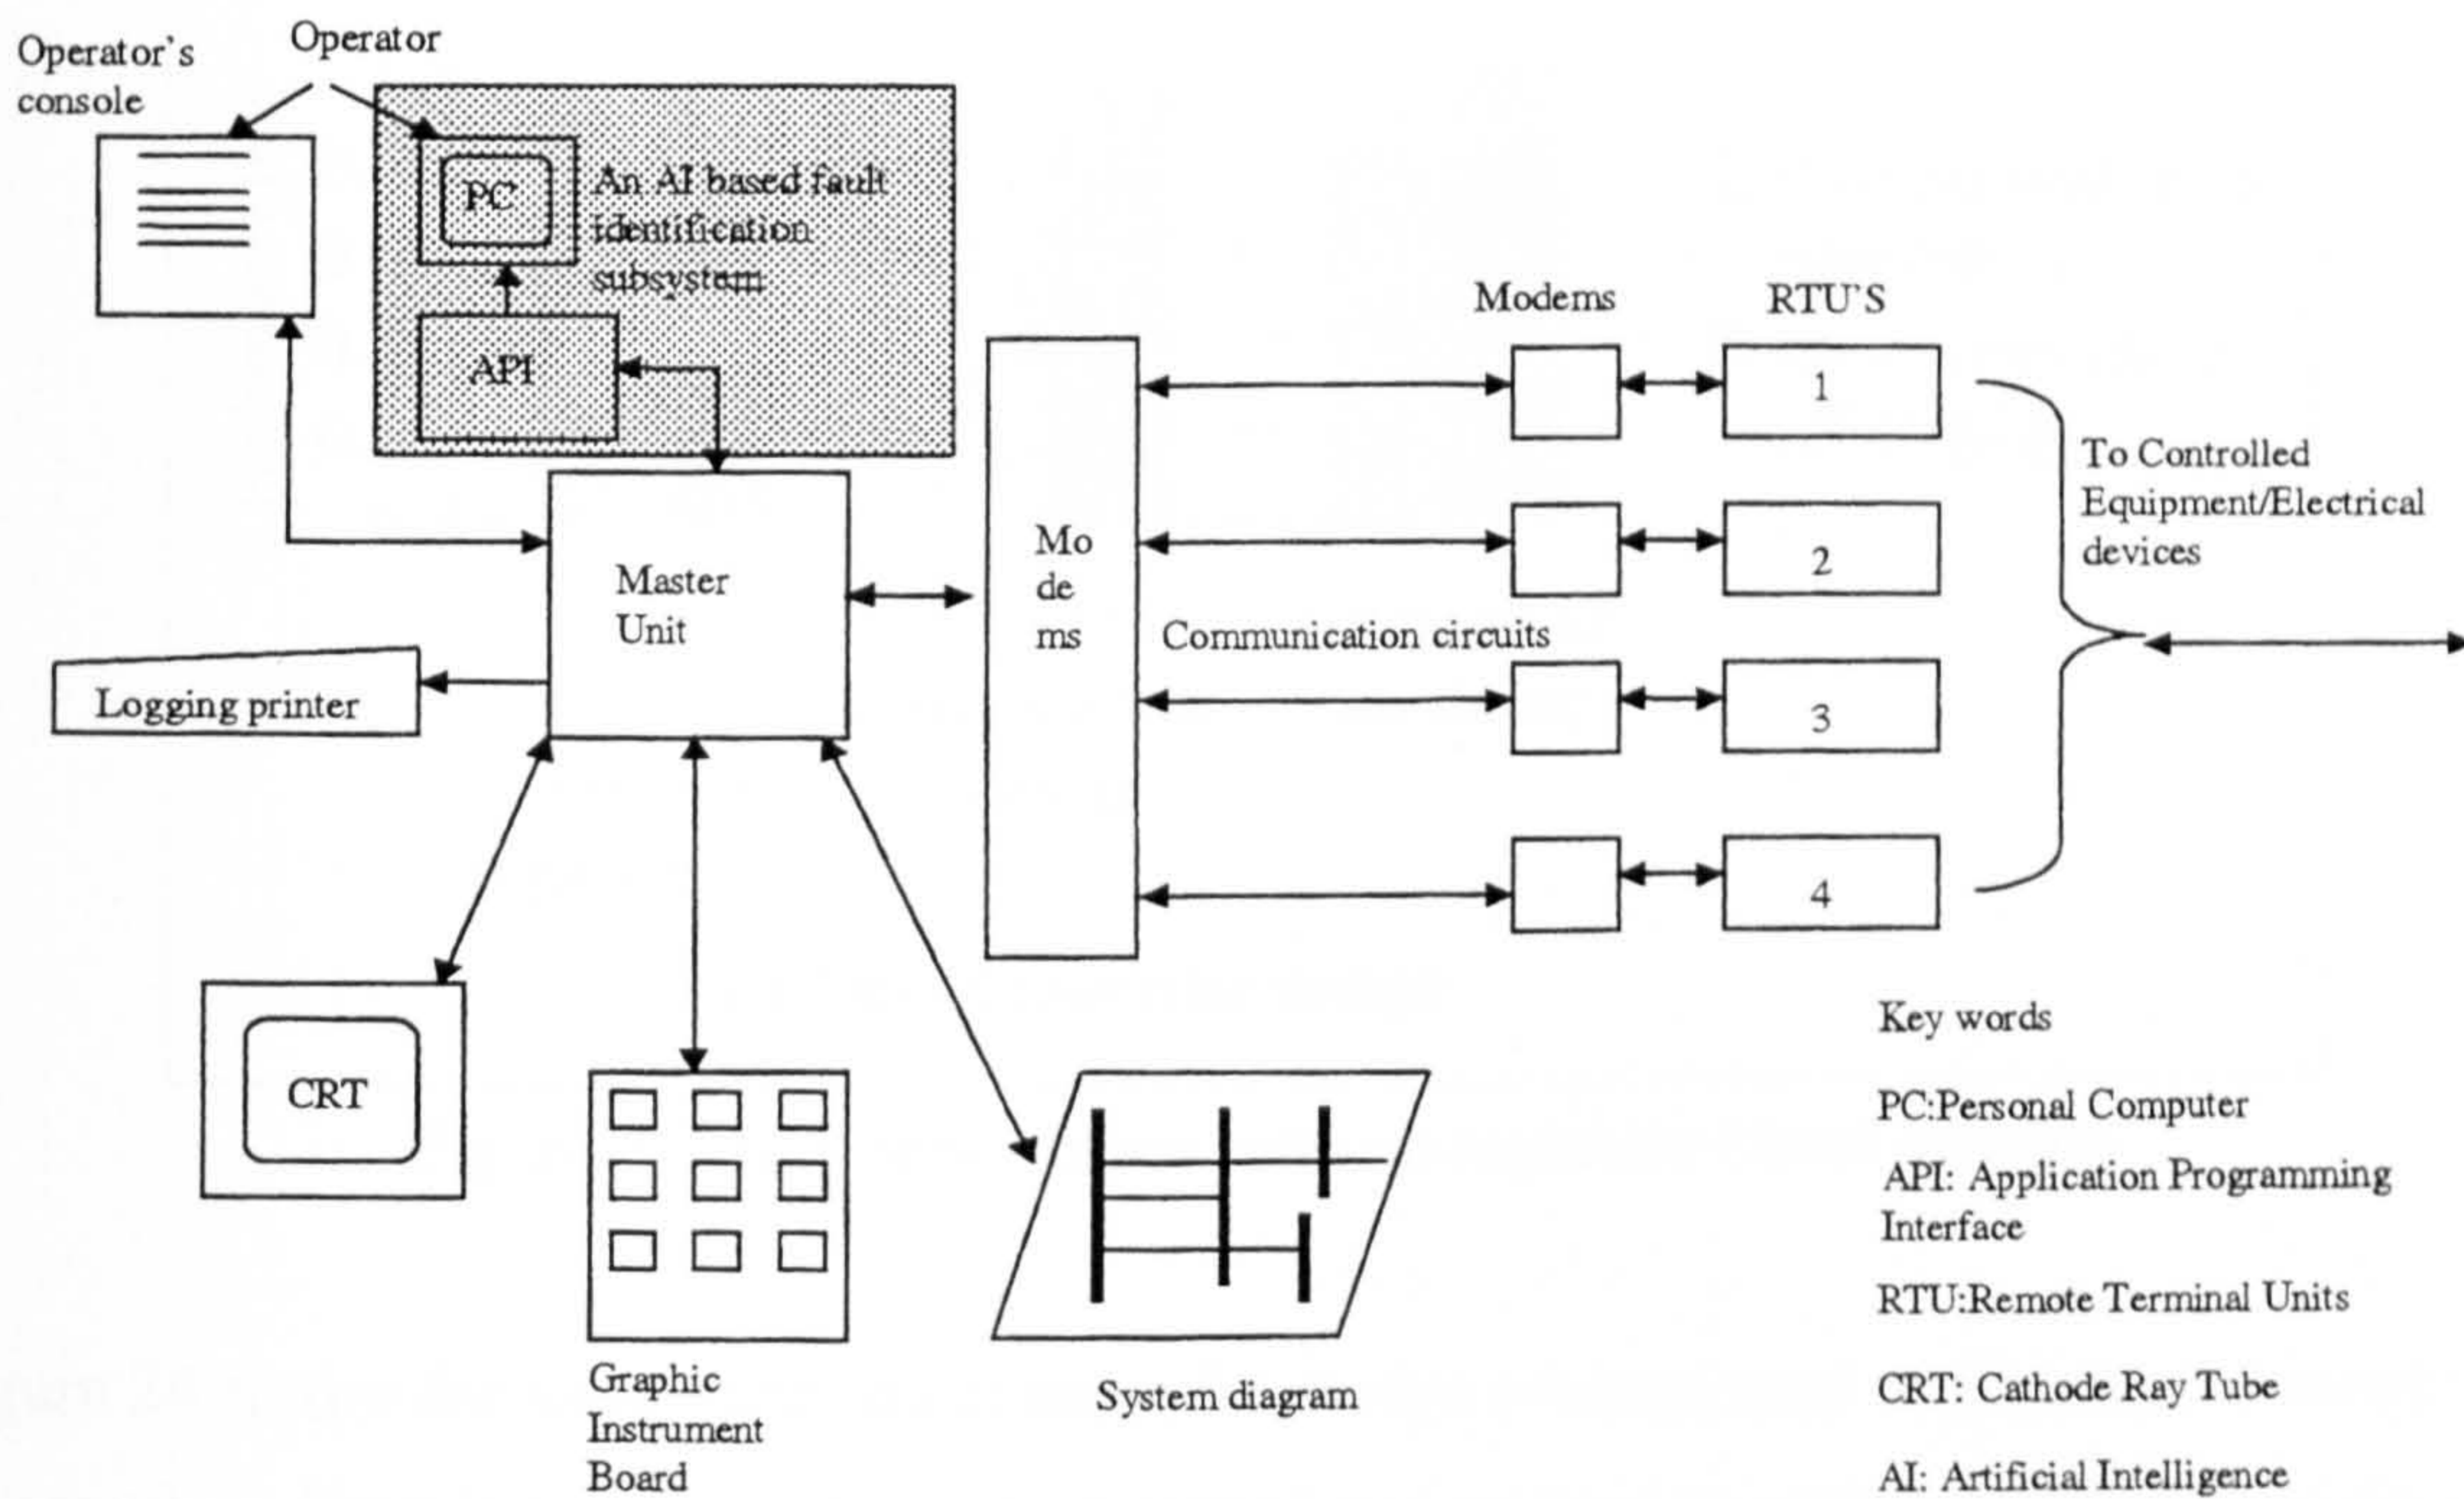 Operator's
console
Operator
PC
An AI based fault
identification
subsystem
API
Master
Unit
Logging printer
CRT
Graphic
Instrument
Board
System diagram
Mo
de
ms
Communication circuits
Modems
RTU'S
1
2
3
4
To Controlled
Equipment/Electrical
devices
Key words
PC:Personal Computer
API: Application Programming
Interface
RTU:Remote Terminal Units
CRT: Cathode Ray Tube
AI: Artificial Intelligence